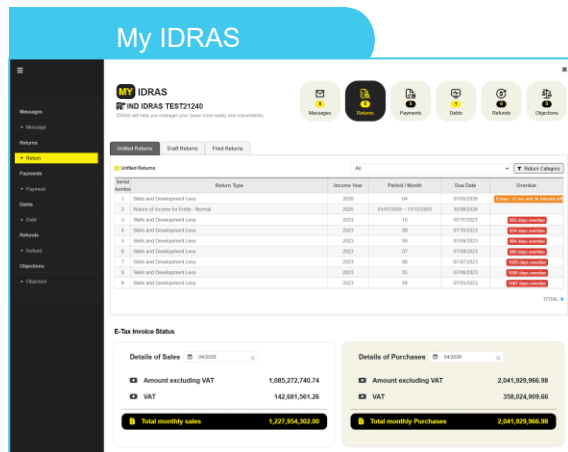 My IDRAS
MY IDRAS
IND IDRAS TEST21240
IDRAS will help you manager your taxes more easily and conveniently.
Messages
Message
Returns
Return
Payments
Payment
Debts
Debt
Refunds
Refund
Objections
Objection
Messages Returns Payments Debts Refunds Objections
Unfiled Returns Draft Returns Filed Returns
Unfiled Returns All Return Category
Serial Number Return Type Income Year Period / Month Due Date Overdue
1 Skills and Development Levy 2026 04 07/05/2026
2 Return of Income for Entity - Normal 2025 01/01/2025 ~ 31/12/2025 30/06/2026
3 Skills and Development Levy 2023 10 07/11/2023
4 Skills and Development Levy 2023 09 07/10/2023
5 Skills and Development Levy 2023 08 07/09/2023
6 Skills and Development Levy 2023 07 07/08/2023
7 Skills and Development Levy 2023 06 07/07/2023
8 Skills and Development Levy 2023 05 07/06/2023
9 Skills and Development Levy 2023 04 07/05/2023
TOTAL 9
E-Tax Invoice Status
Details of Sales 04/2026
Amount excluding VAT 1,085,272,740.74
VAT 142,681,561.26
Total monthly sales 1,227,954,302.00
Details of Purchases 04/2026
Amount excluding VAT 2,041,929,966.98
VAT 358,024,909.66
Total monthly Purchases 2,041,929,966.98